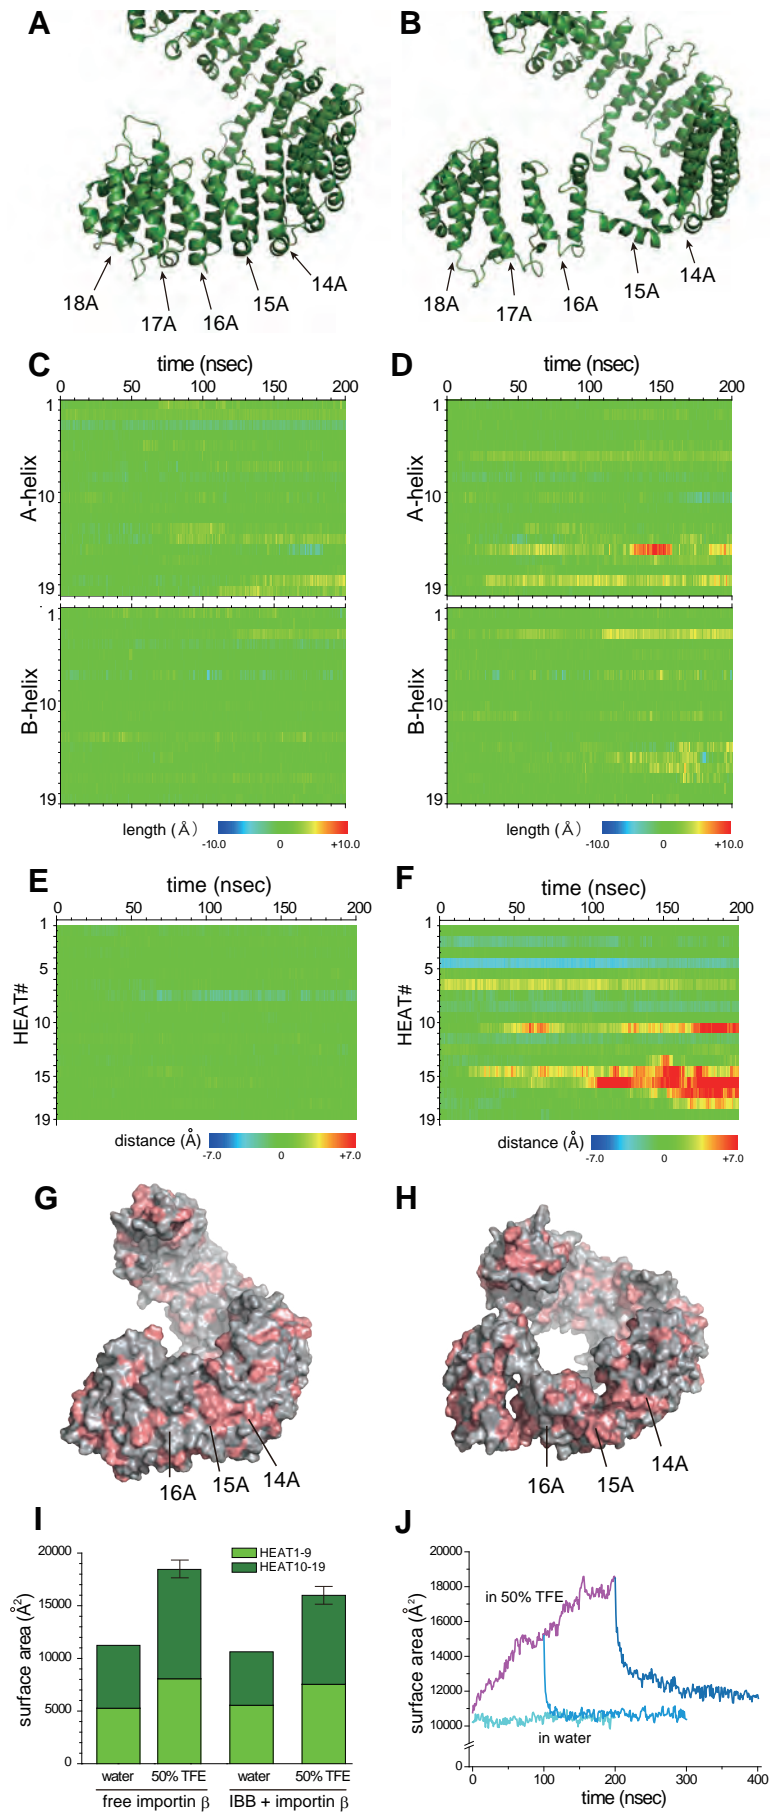 A
B
18A
17A
16A
15A
14A
18A
17A
16A
15A
14A
C
time (nsec)
0 50 100 150 200
1
10
19
A-helix
1
10
19
B-helix
length (Å)
-10.0 0 +10.0
D
time (nsec)
0 50 100 150 200
1
10
19
A-helix
1
10
19
B-helix
length (Å)
-10.0 0 +10.0
E
time (nsec)
0 50 100 150 200
1
5
10
15
19
HEAT#
distance (Å)
-7.0 0 +7.0
F
time (nsec)
0 50 100 150 200
1
5
10
15
19
HEAT#
distance (Å)
-7.0 0 +7.0
G
16A
15A
14A
H
16A
15A
14A
I
20000
15000
10000
5000
0
surface area (Å²)
HEAT1-9
HEAT10-19
water 50% TFE water 50% TFE
free importin β IBB + importin β
J
20000
18000
16000
14000
12000
10000
0
surface area (Å²)
in 50% TFE
in water
0 100 200 300 400
time (nsec)